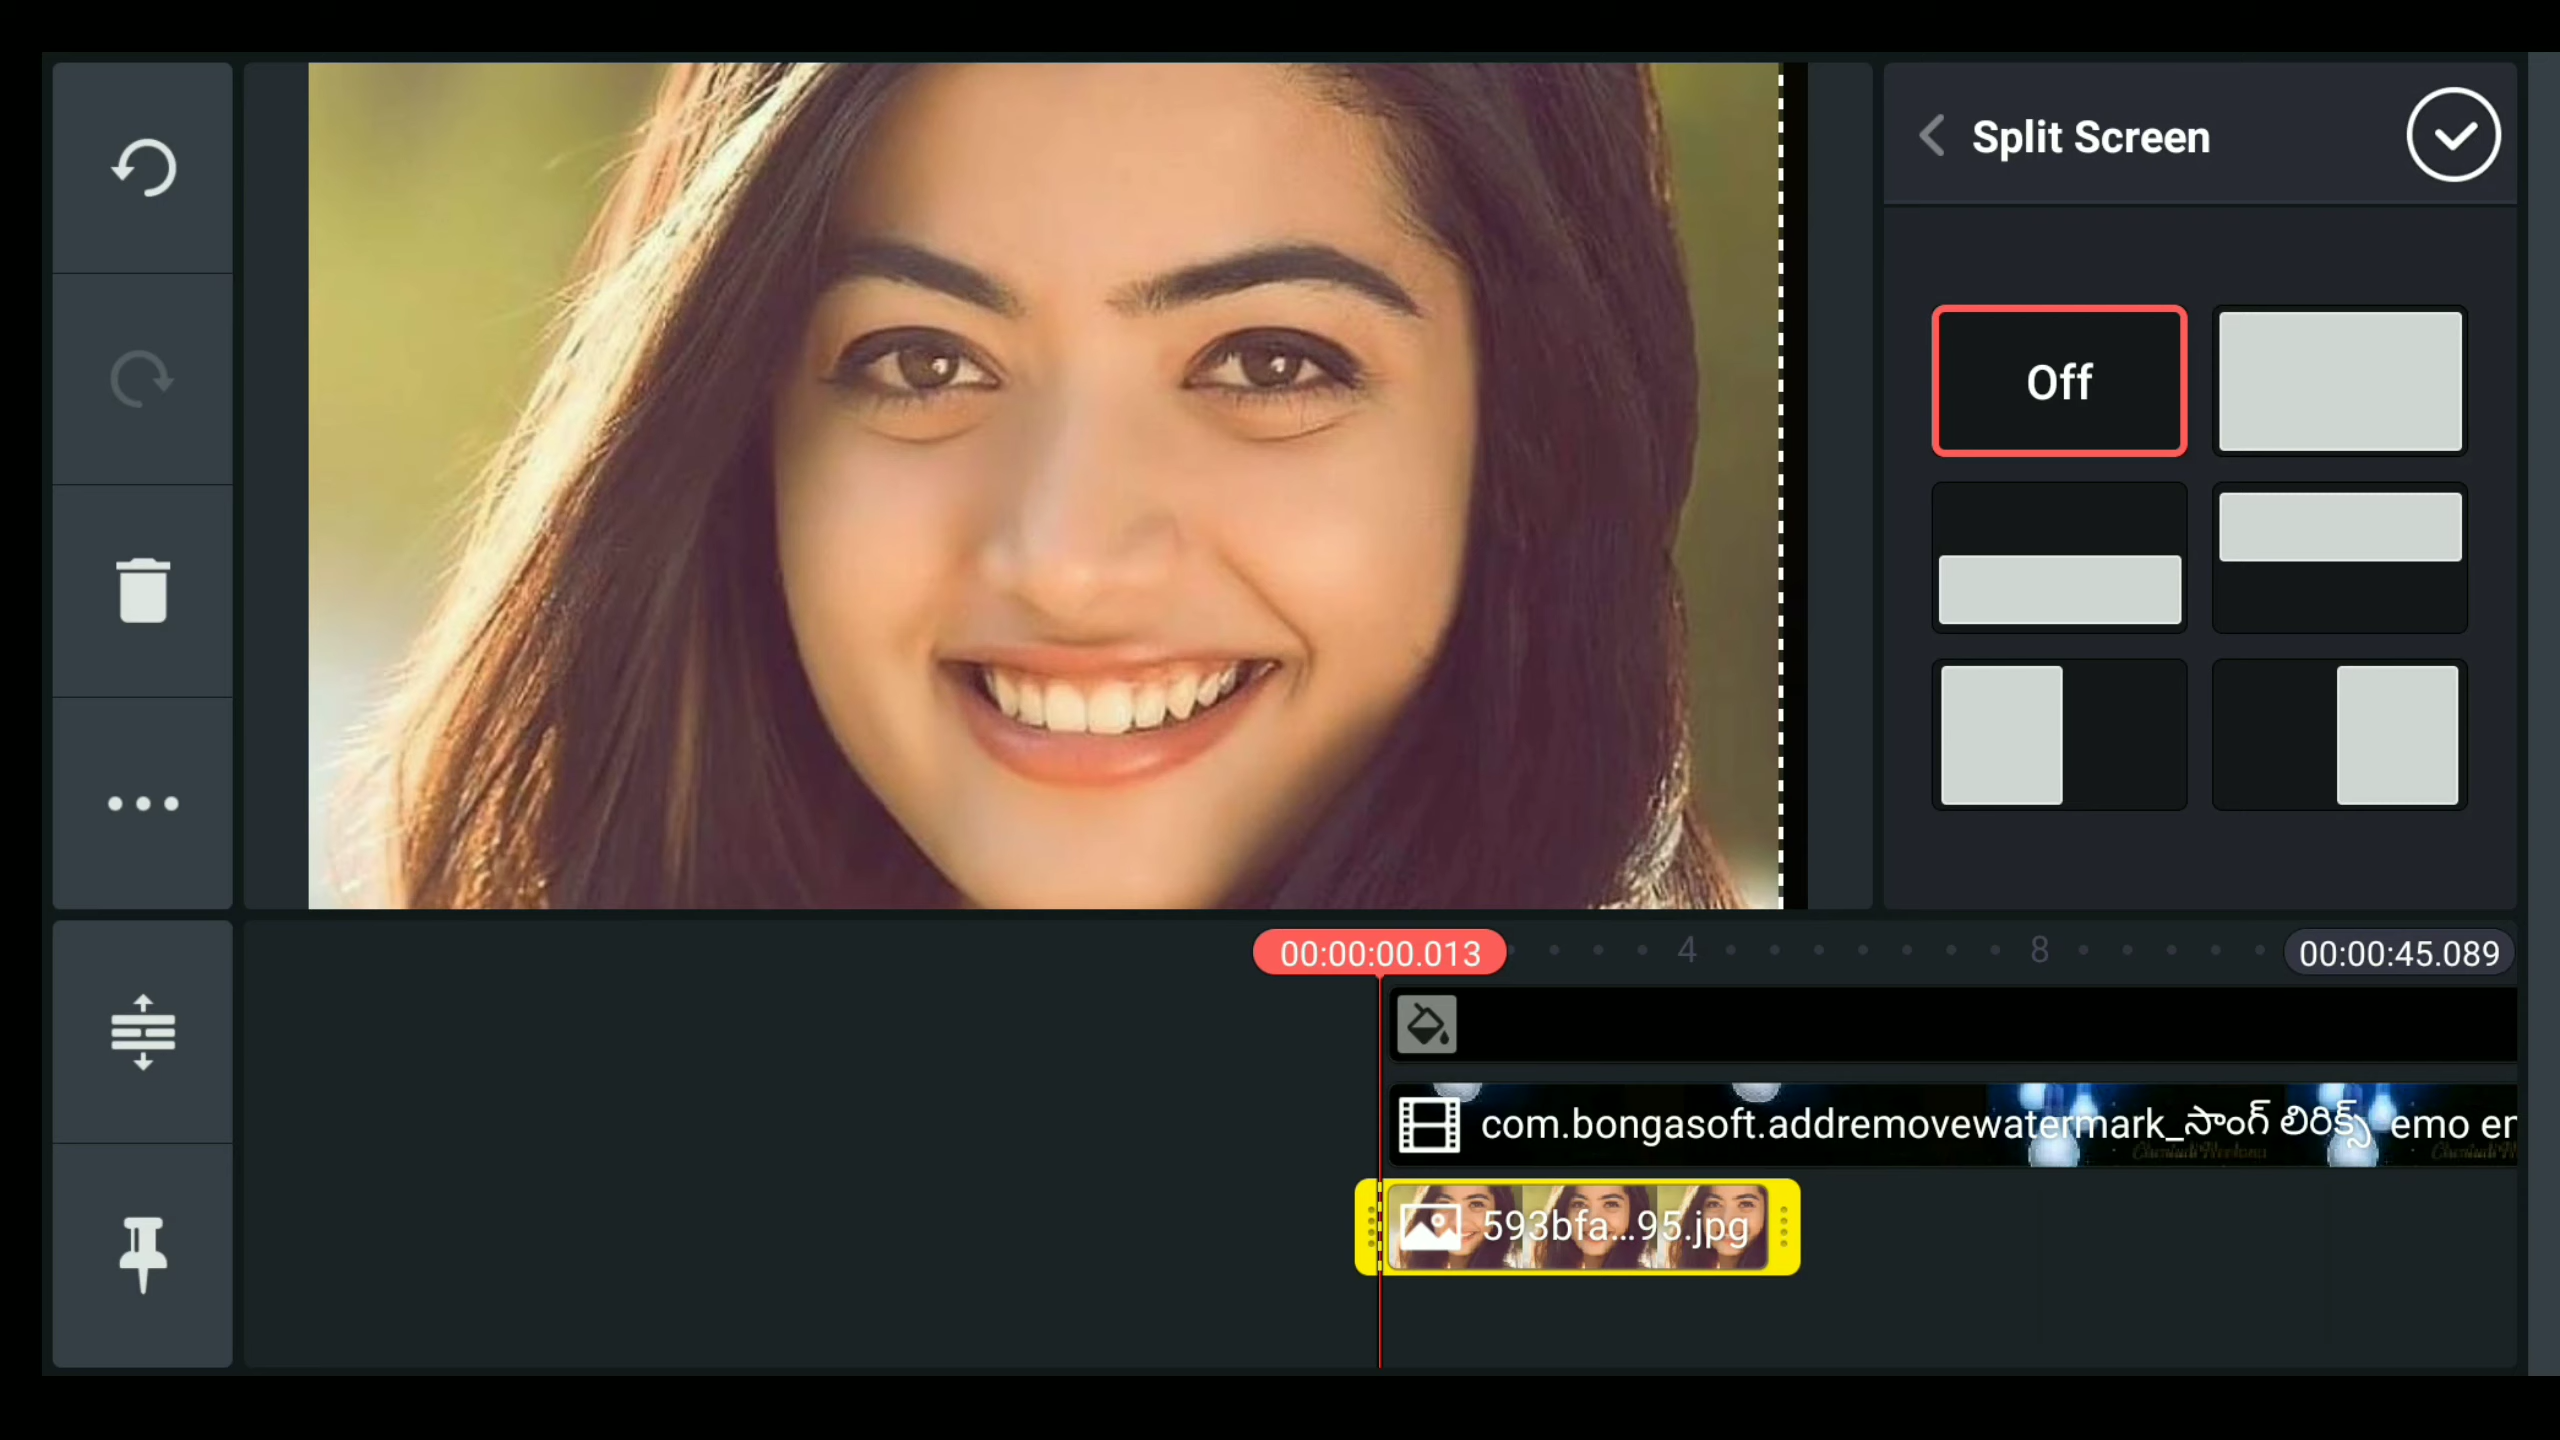 Split Screen
Off
00:00:00.013
4
8
00:00:45.089
com.bongasoft.addremovewatermark_సాంగ్ లిరిక్స్ emo en
593bfa...95.jpg